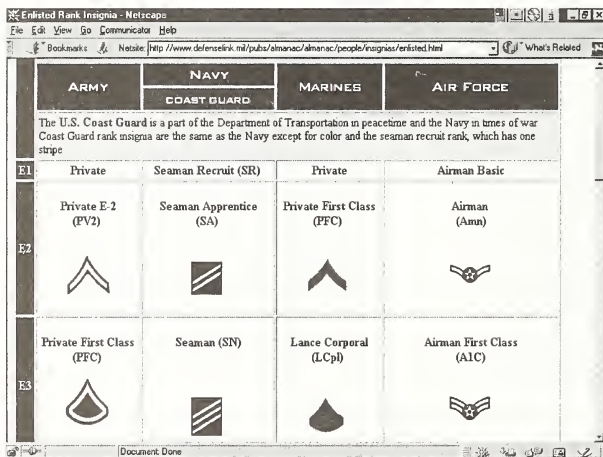 Enlisted Rank Insignia - Netscape
File Edit View Go Communicator Help
Bookmarks Netsite: http://www.defenselink.mil/pubs/almanac/almanac/people/insignias/enlisted.html What's Related
ARMY NAVY COAST GUARD MARINES AIR FORCE
The U.S. Coast Guard is a part of the Department of Transportation in peacetime and the Navy in times of war
Coast Guard rank insignia are the same as the Navy except for color and the seaman recruit rank, which has one
stripe
E1 Private Seaman Recruit (SR) Private Airman Basic
E2 Private E-2 Seaman Apprentice Private First Class Airman
(PV2) (SA) (PFC) (Amn)
E3 Private First Class Seaman (SN) Lance Corporal Airman First Class
(PFC) (LCpl) (A1C)
Document: Done